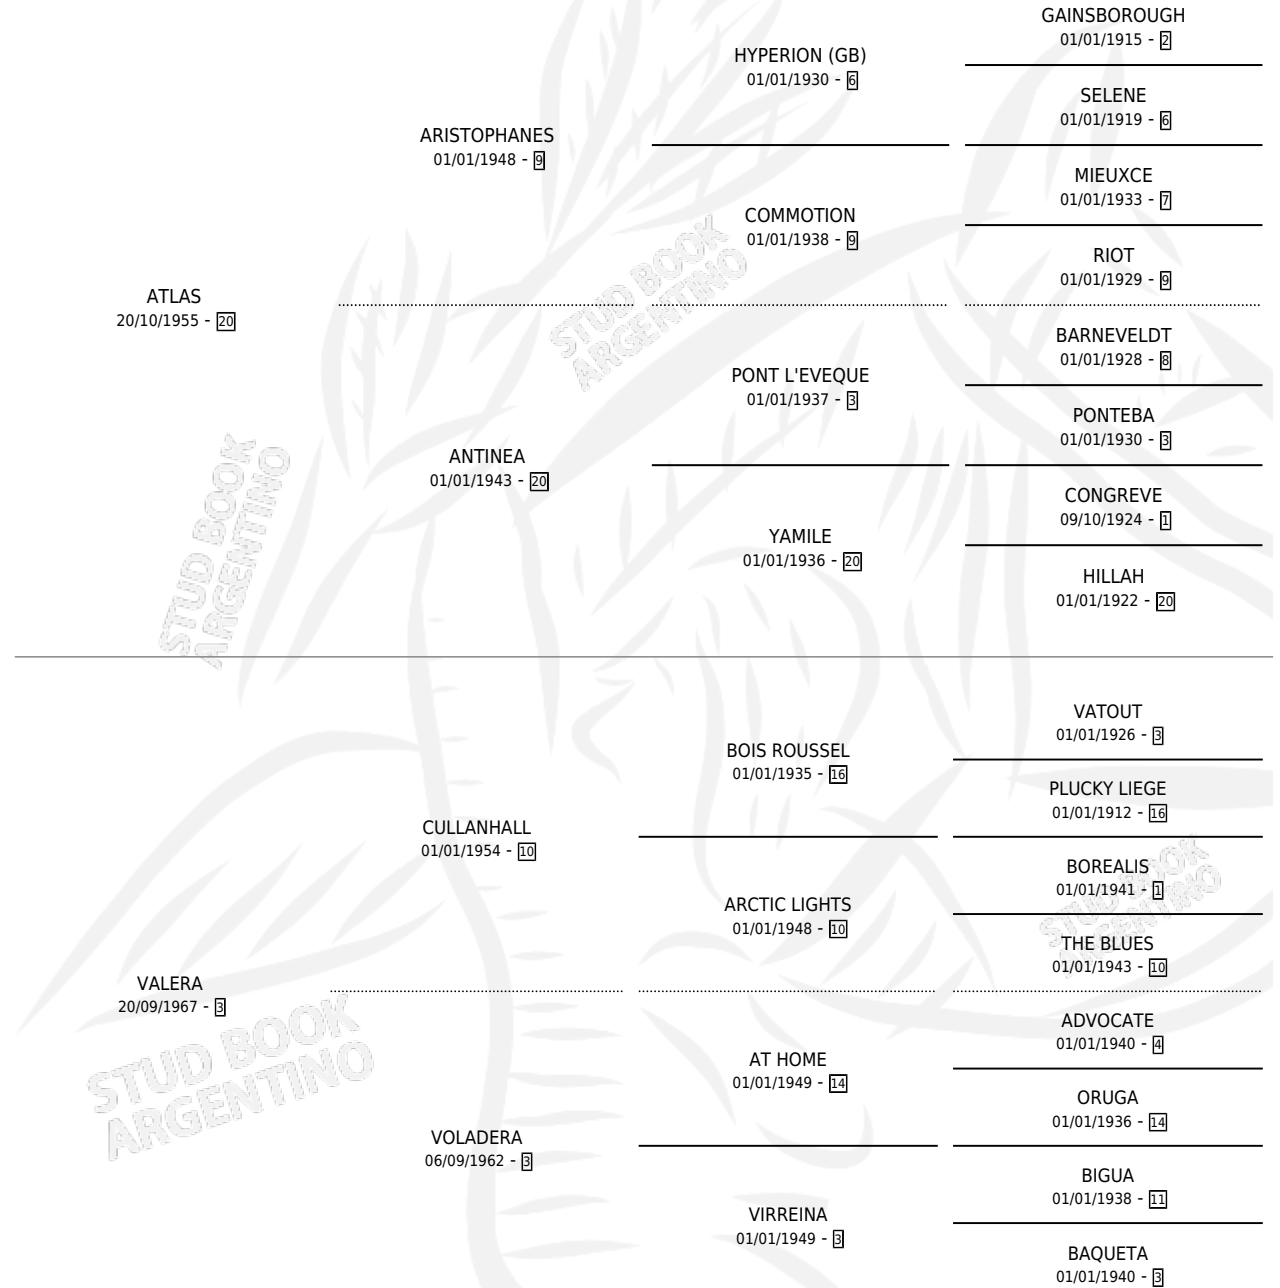 GAINSBOROUGH
01/01/1915 - 2
HYPERION (GB)
01/01/1930 - 6
SELENE
01/01/1919 - 6
ARISTOPHANES
01/01/1948 - 9
MIEUXCE
01/01/1933 - 7
COMMOTION
01/01/1938 - 9
RIOT
01/01/1929 - 9
ATLAS
20/10/1955 - 20
STUD BOOK
ARGENTINO
BARNEVELDT
01/01/1928 - 8
PONT L'EVEQUE
01/01/1937 - 3
PONTEBA
01/01/1930 - 3
ANTINEA
01/01/1943 - 20
CONGREVE
09/10/1924 - 1
YAMILE
01/01/1936 - 20
HILLAH
01/01/1922 - 20
STUD BOOK
ARGENTINO
VATOUT
01/01/1926 - 3
BOIS ROUSSEL
01/01/1935 - 16
PLUCKY LIEGE
01/01/1912 - 16
CULLANHALL
01/01/1954 - 10
BOREALIS
01/01/1941 - 1
ARCTIC LIGHTS
01/01/1948 - 10
THE BLUES
01/01/1943 - 10
STUD BOOK
ARGENTINO
VALERA
20/09/1967 - 3
ADVOCATE
01/01/1940 - 4
AT HOME
01/01/1949 - 14
ORUGA
01/01/1936 - 14
STUD BOOK
ARGENTINO
VOLADERA
06/09/1962 - 3
BIGUA
01/01/1938 - 11
VIRREINA
01/01/1949 - 3
BAQUETA
01/01/1940 - 3